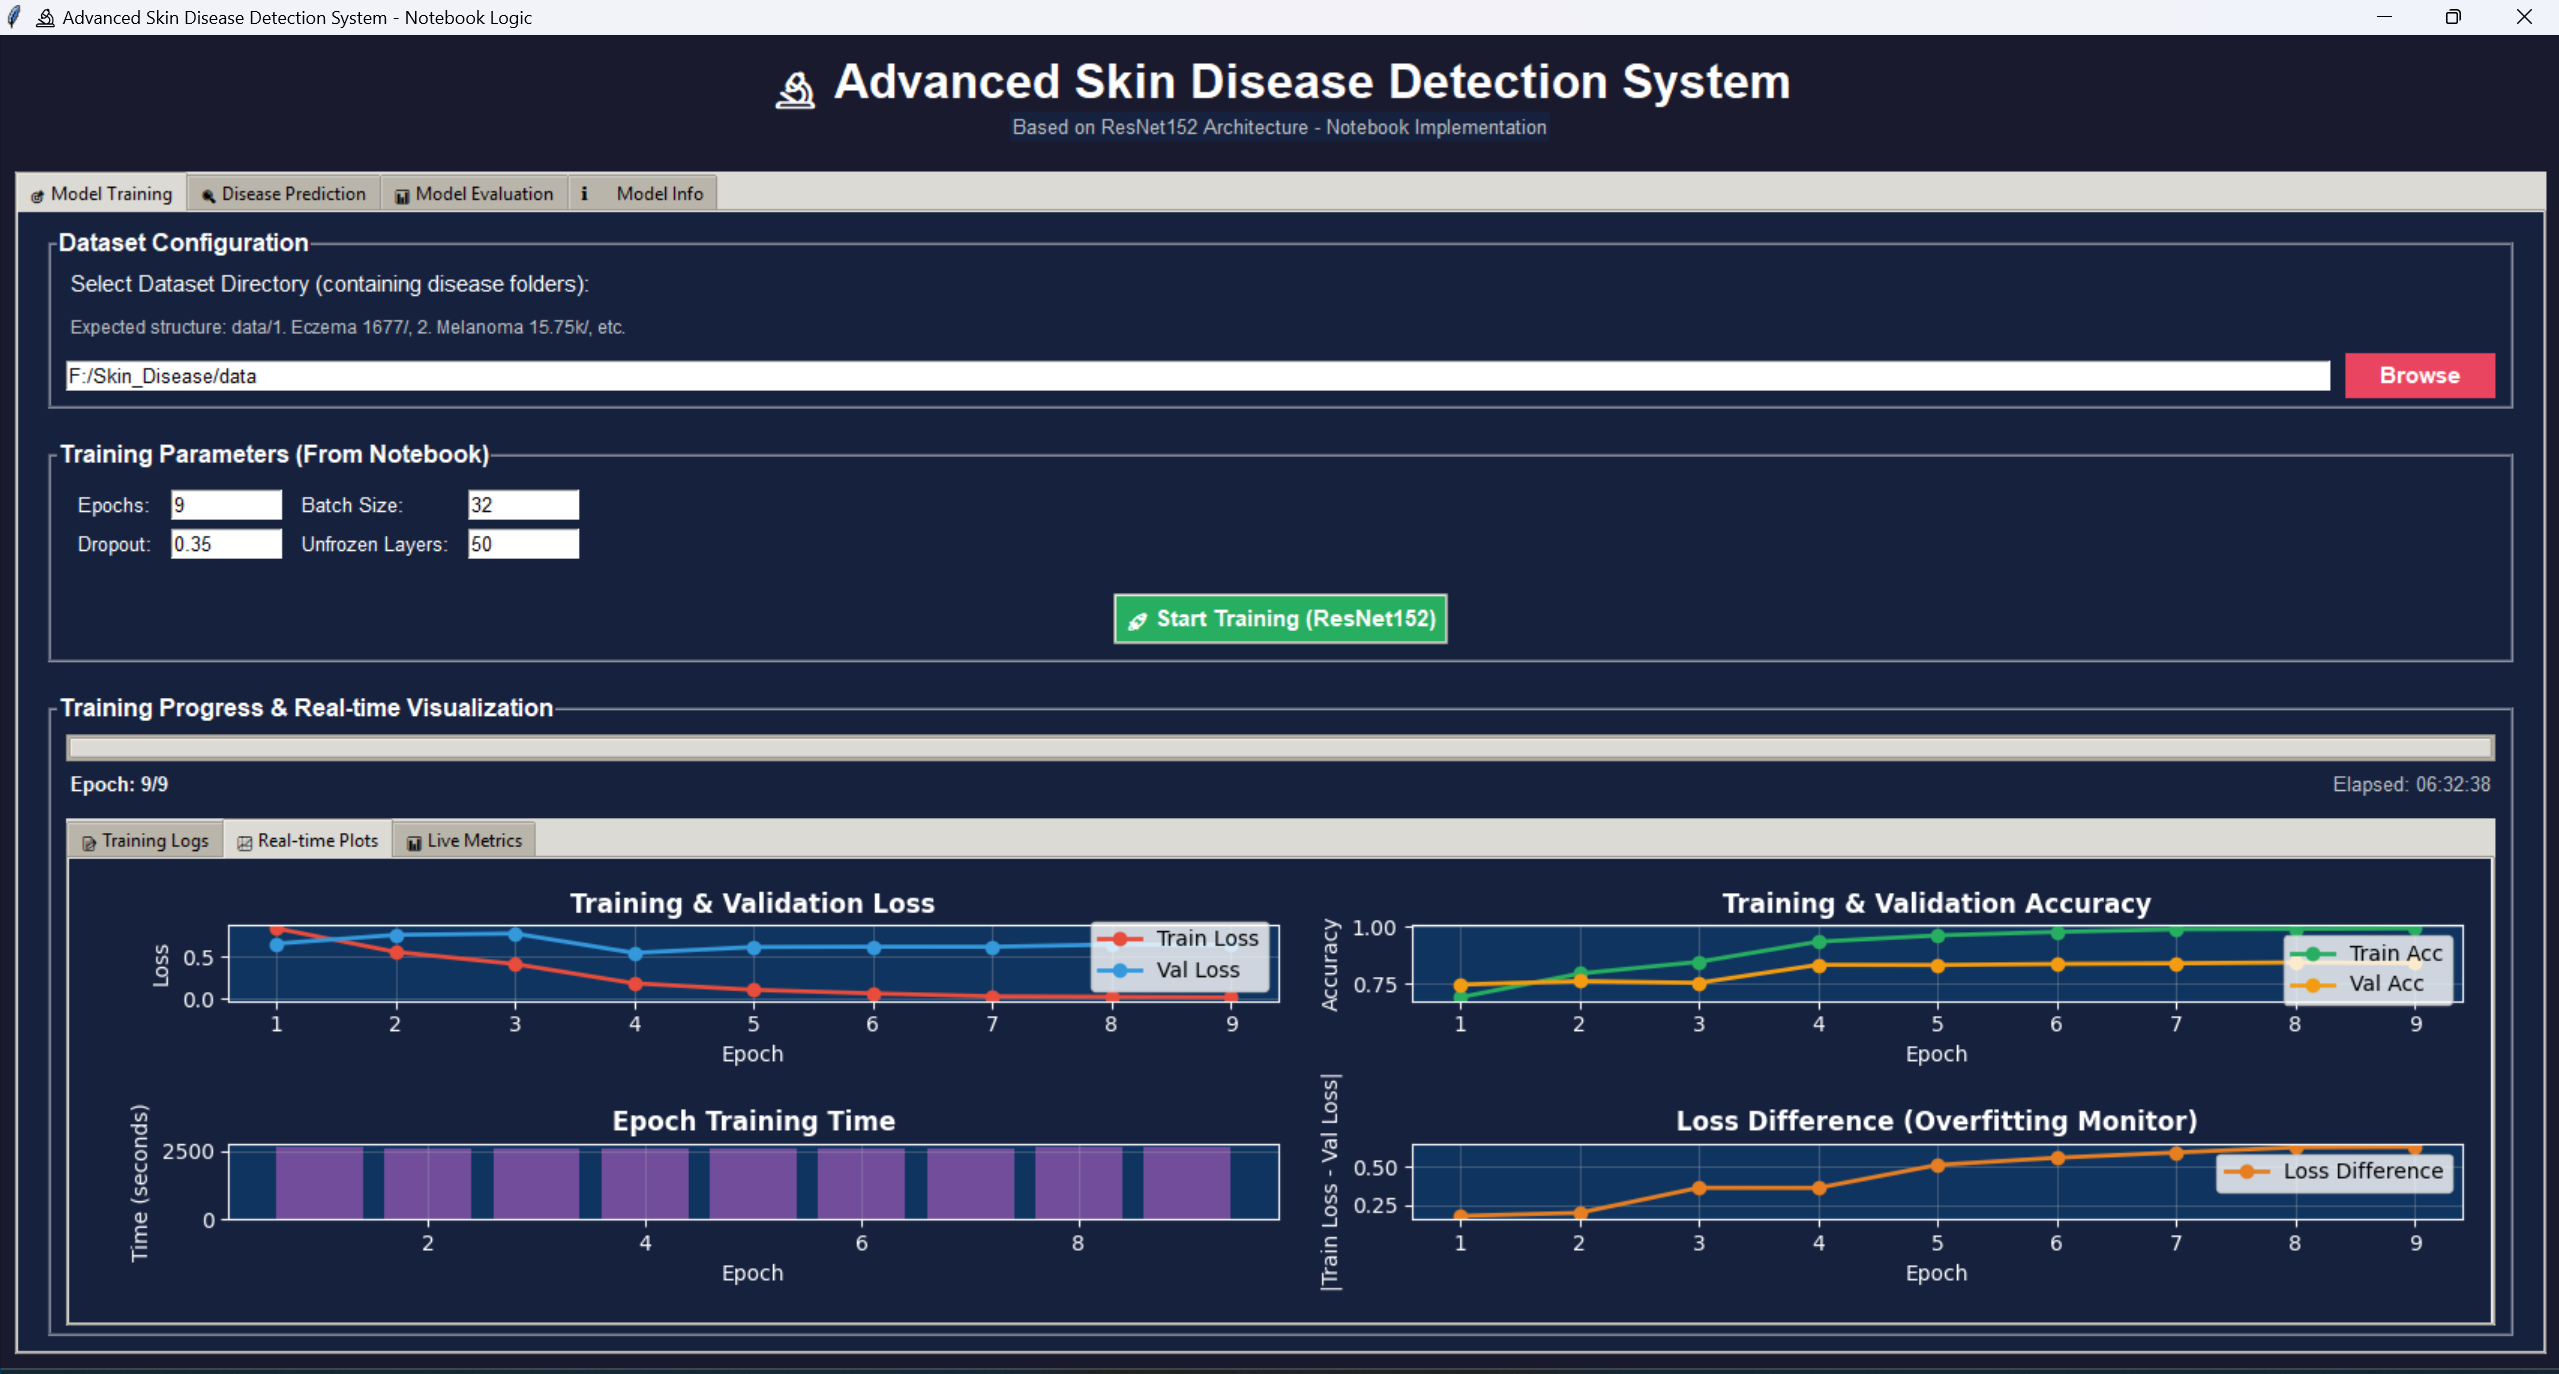 Advanced Skin Disease Detection System - Notebook Logic
Advanced Skin Disease Detection System
Based on ResNet152 Architecture - Notebook Implementation
Model Training
Disease Prediction
Model Evaluation
i Model Info
Dataset Configuration
Select Dataset Directory (containing disease folders):
Expected structure: data/1. Eczema 1677/, 2. Melanoma 15.75k/, etc.
F:/Skin_Disease/data
Browse
Training Parameters (From Notebook)
Epochs: 9 Batch Size: 32
Dropout: 0.35 Unfrozen Layers: 50
Start Training (ResNet152)
Training Progress & Real-time Visualization
Epoch: 9/9
Elapsed: 06:32:38
Training Logs
Real-time Plots
Live Metrics
Training & Validation Loss
Loss
0.5
0.0
Train Loss
Val Loss
1 2 3 4 5 6 7 8 9
Epoch
Training & Validation Accuracy
Accuracy
1.00
0.75
Train Acc
Val Acc
1 2 3 4 5 6 7 8 9
Epoch
Epoch Training Time
Time (seconds)
2500
0
2 4 6 8
Epoch
Loss Difference (Overfitting Monitor)
|Train Loss - Val Loss|
0.50
0.25
Loss Difference
1 2 3 4 5 6 7 8 9
Epoch